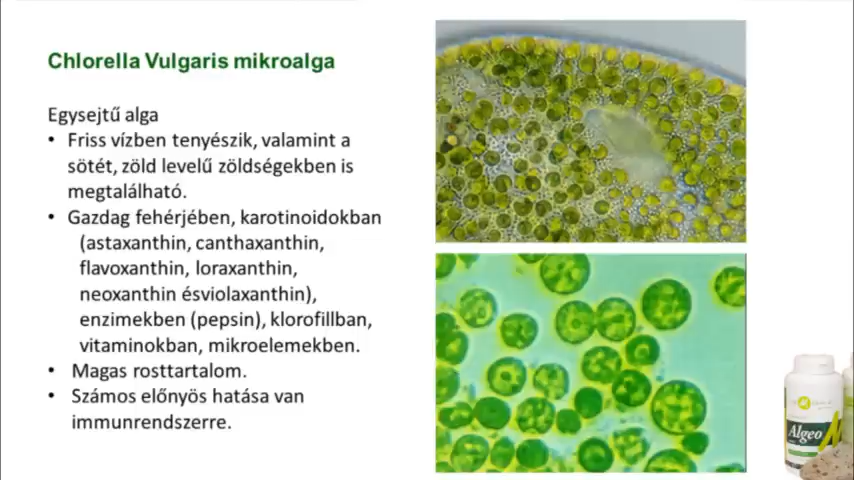 Chlorella Vulgaris mikroalga
Egysejtű alga
• Friss vízben tenyészik, valamint a
sötét, zöld levelű zöldségekben is
megtalálható.
• Gazdag fehérjében, karotinoidokban
(astaxanthin, canthaxanthin,
flavoxanthin, loraxanthin,
neoxanthin ésviolaxanthin),
enzimekben (pepsin), klorofillban,
vitaminokban, mikroelemekben.
• Magas rosttartalom.
• Számos előnyös hatása van
immunrendszerre.
Algeo